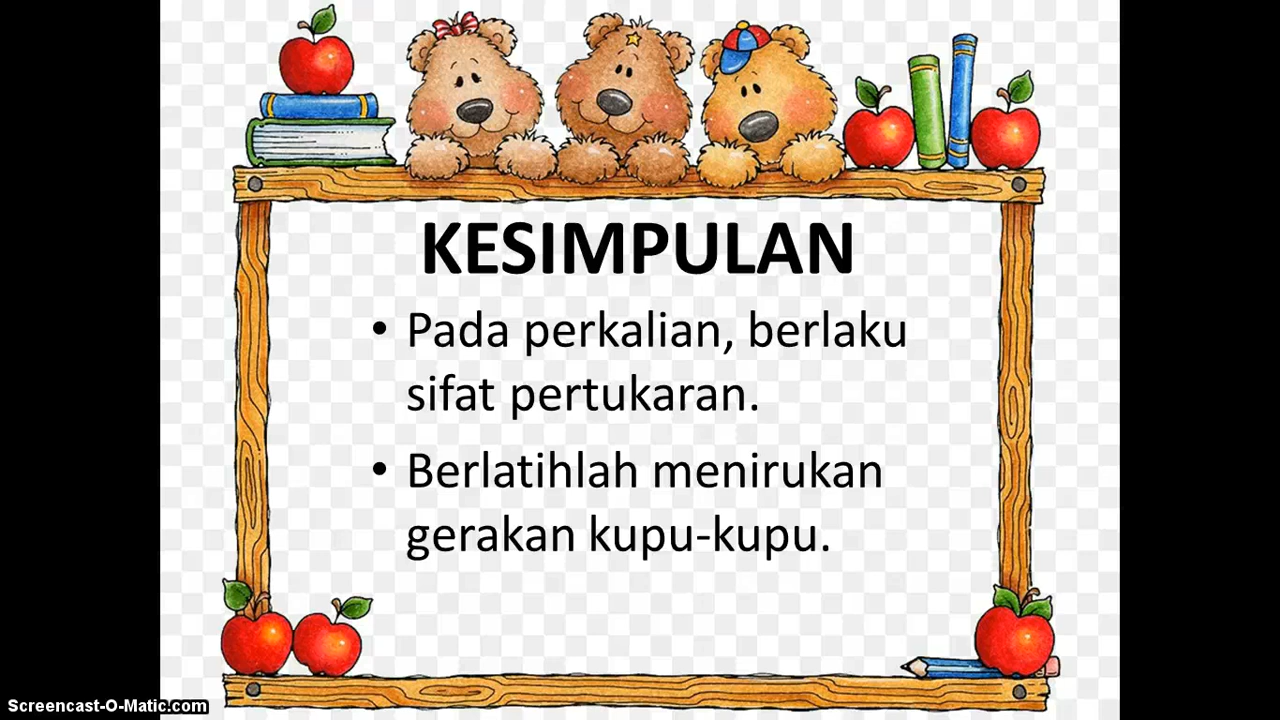 KESIMPULAN
• Pada perkalian, berlaku
sifat pertukaran.
• Berlatihlah menirukan
gerakan kupu-kupu.
Screencast-O-Matic.com